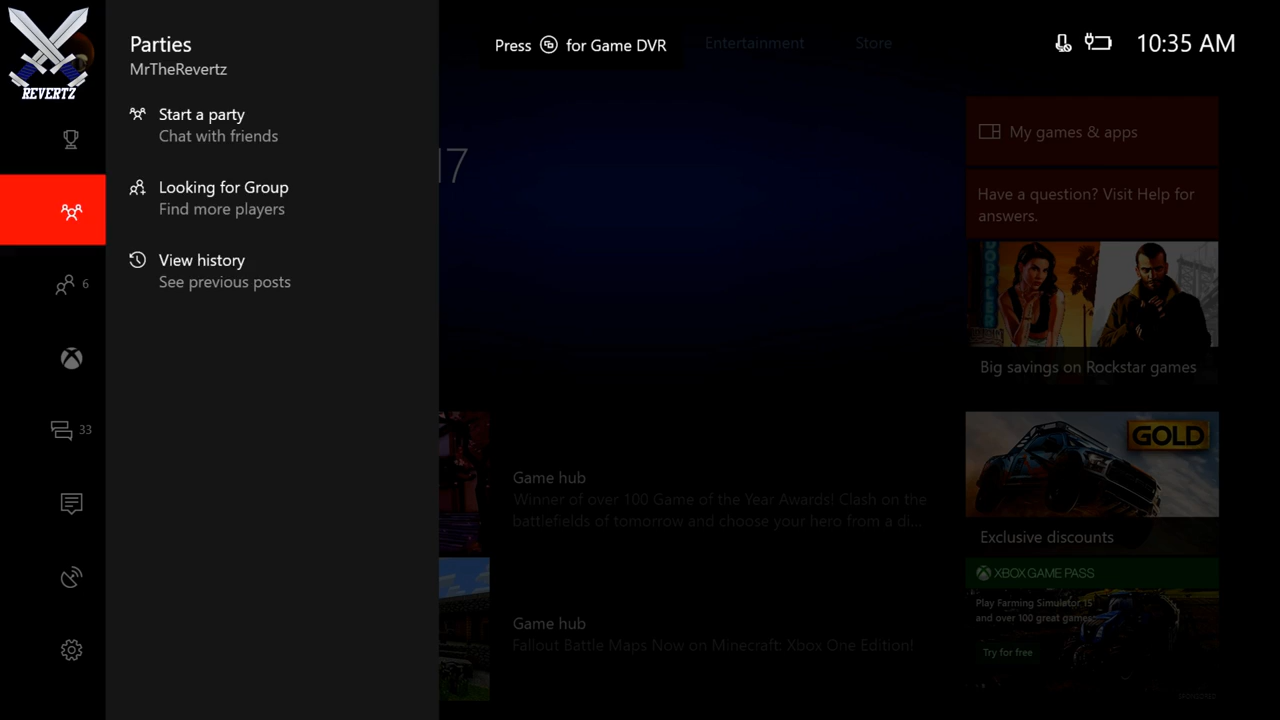 REVERTZ
Parties
MrTheRevertz
Start a party
Chat with friends
Looking for Group
Find more players
View history
See previous posts
6
33
Press for Game DVR
Entertainment
Store
10:35 AM
17
My games & apps
Have a question? Visit Help for
answers.
Big savings on Rockstar games
GOLD
Exclusive discounts
XBOX GAME PASS
Play Farming Simulator 15
and over 100 great games.
Try for free
Game hub
Winner of over 100 Game of the Year Awards! Clash on the
battlefields of tomorrow and choose your hero from a di...
Game hub
Fallout Battle Maps Now on Minecraft: Xbox One Edition!